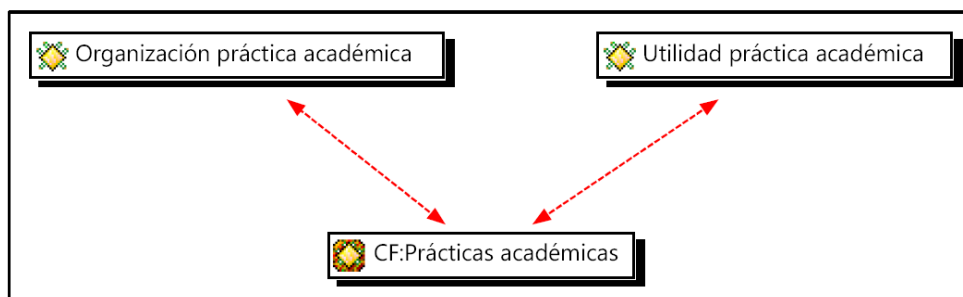 Organización práctica académica
Utilidad práctica académica
CF:Prácticas académicas